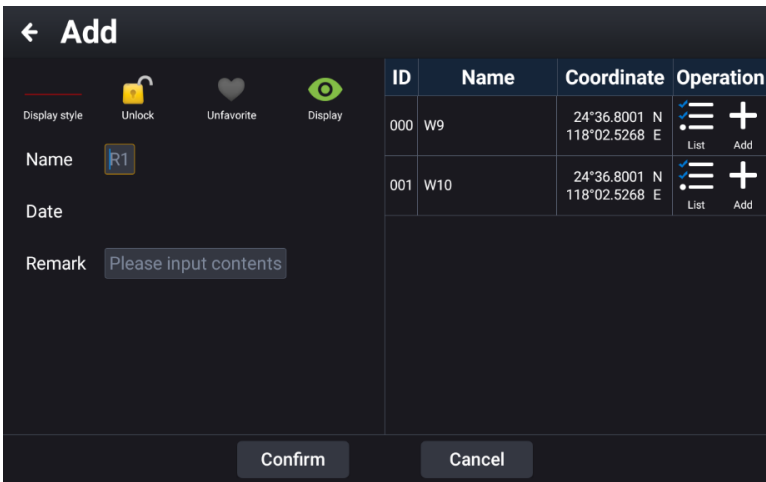 Add
Display style
Unlock
Unfavorite
Display
Name R1
Date
Remark Please input contents
ID Name Coordinate Operation
000 W9 24°36.8001 N
118°02.5268 E
List Add
001 W10 24°36.8001 N
118°02.5268 E
List Add
Confirm Cancel